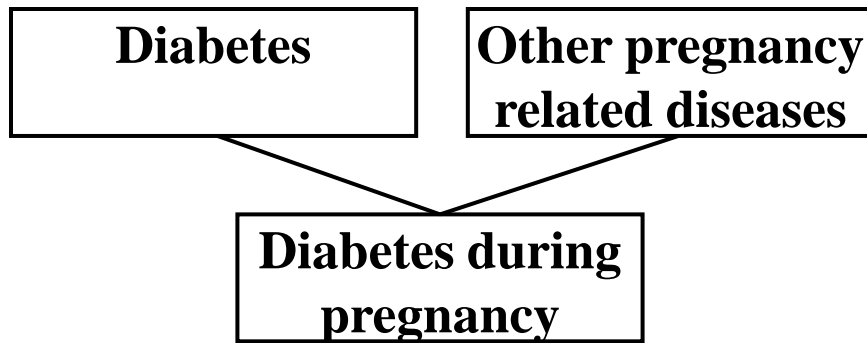 Diabetes
Other pregnancy
related diseases
Diabetes during
pregnancy